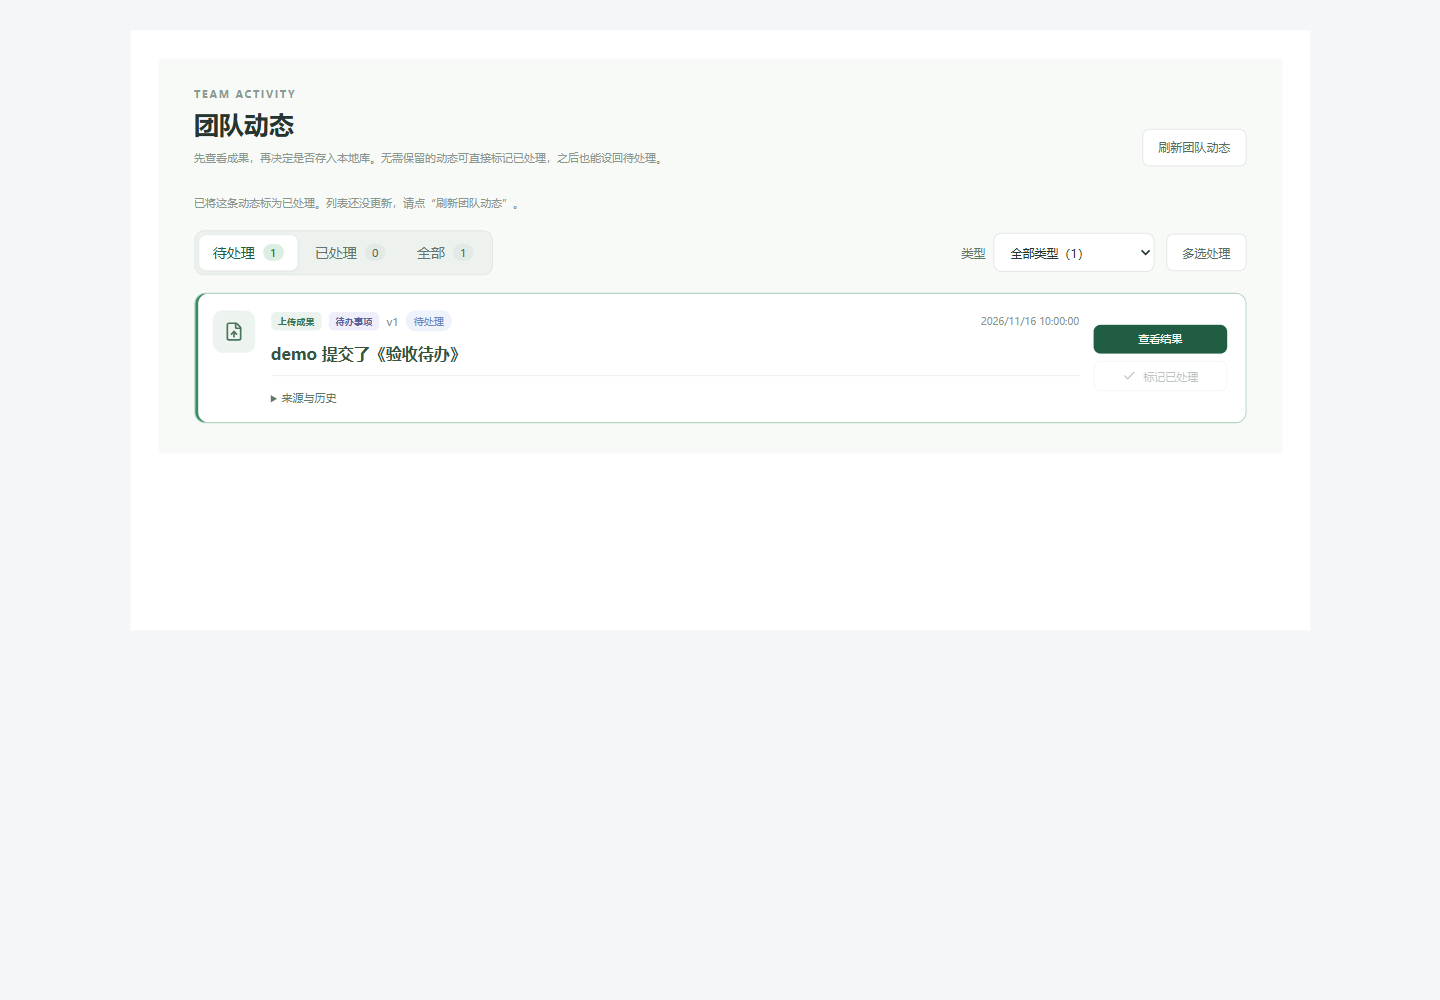 TEAM ACTIVITY
团队动态
先查看成果，再决定是否存入本地库。无需保留的动态可直接标记已处理，之后也能设回待处理。
刷新团队动态
已将这条动态标为已处理。列表还没更新，请点“刷新团队动态”。
待处理 1 已处理 0 全部 1
类型 全部类型（1） 多选处理
上传成果 待办事项 v1 待处理 2026/11/16 10:00:00
查看结果
demo 提交了《验收待办》
标记已处理
来源与历史